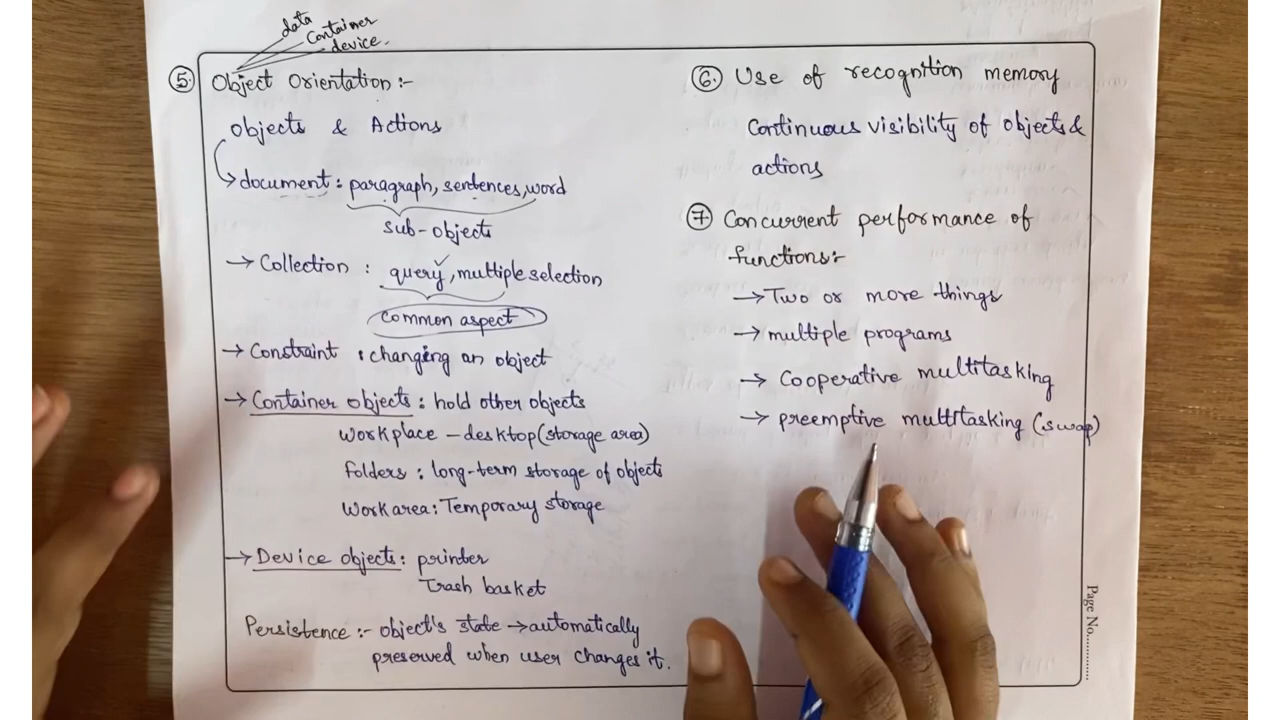 data
container
device.
⑤ Object Orientation:-
objects & Actions
→ document: paragraph, sentences, word
sub-objects
→ Collection : query, multiple selection
common aspect
→ Constraint : changing an object
→ Container objects: hold other objects
Workplace - desktop (storage area)
folders: long-term storage of objects
Work area: Temporary storage
→ Device objects: printer
Trash basket
Persistence:- object's state → automatically
preserved when user changes it.
⑥ Use of recognition memory
Continuous visibility of objects &
actions
⑦ Concurrent performance of
functions:-
→ Two or more things
→ multiple programs
→ Cooperative multitasking
→ preemptive multitasking (swap)
Page No.............